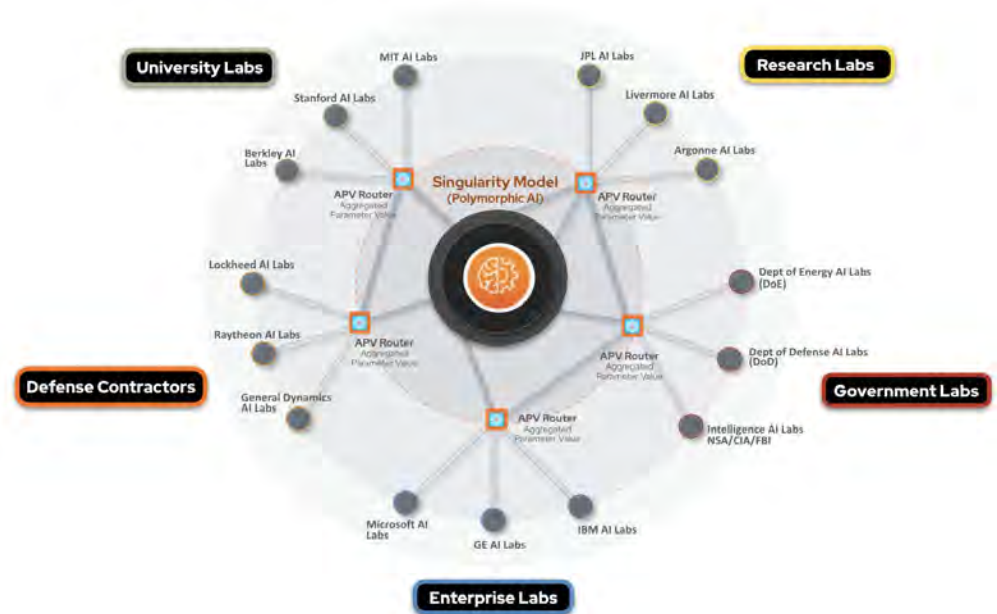 University Labs
MIT AI Labs
Stanford AI Labs
Berkley AI
Labs
APV Router
Aggregated
Parameter Value
JPL AI Labs
Livermore AI Labs
Argonne AI Labs
Research Labs
APV Router
Aggregated
Parameter Value
Singularity Model
(Polymorphic AI)
Lockheed AI Labs
Raytheon AI Labs
General Dynamics
AI Labs
Defense Contractors
APV Router
Aggregated
Parameter Value
Dept of Energy AI Labs
(DoE)
Dept of Defense AI Labs
(DoD)
Intelligence AI Labs
NSA/CIA/FBI
Government Labs
APV Router
Aggregated
Parameter Value
APV Router
Aggregated
Parameter Value
Microsoft AI
Labs
GE AI Labs
IBM AI Labs
Enterprise Labs